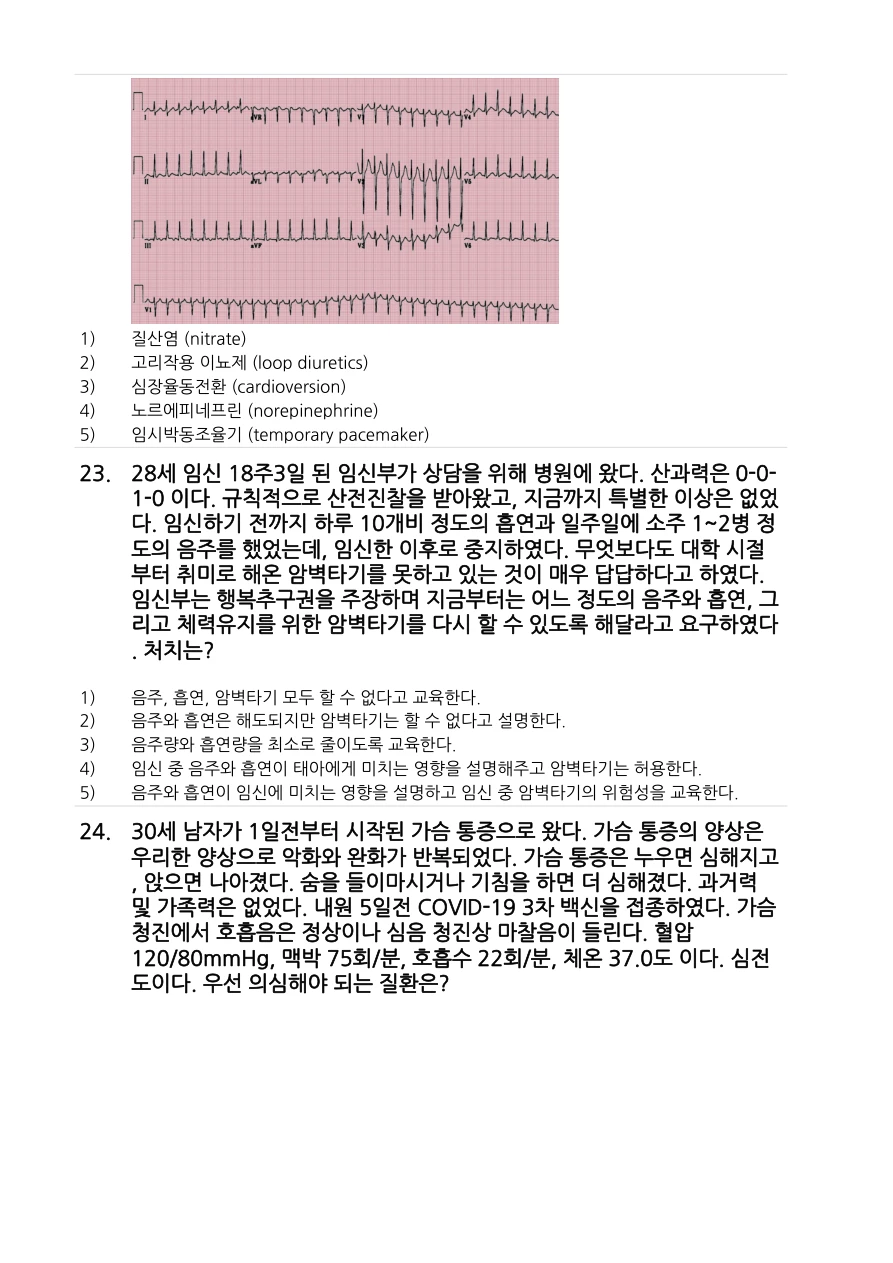 I aVR V1 V4
II aVL V2 V5
III aVF V3 V6
V1
1) 질산염 (nitrate)
2) 고리작용 이뇨제 (loop diuretics)
3) 심장율동전환 (cardioversion)
4) 노르에피네프린 (norepinephrine)
5) 임시박동조율기 (temporary pacemaker)
23. 28세 임신 18주3일 된 임신부가 상담을 위해 병원에 왔다. 산과력은 0-0-
1-0 이다. 규칙적으로 산전진찰을 받아왔고, 지금까지 특별한 이상은 없었
다. 임신하기 전까지 하루 10개비 정도의 흡연과 일주일에 소주 1~2병 정
도의 음주를 했었는데, 임신한 이후로 중지하였다. 무엇보다도 대학 시절
부터 취미로 해온 암벽타기를 못하고 있는 것이 매우 답답하다고 하였다.
임신부는 행복추구권을 주장하며 지금부터는 어느 정도의 음주와 흡연, 그
리고 체력유지를 위한 암벽타기를 다시 할 수 있도록 해달라고 요구하였다
. 처치는?
1) 음주, 흡연, 암벽타기 모두 할 수 없다고 교육한다.
2) 음주와 흡연은 해도되지만 암벽타기는 할 수 없다고 설명한다.
3) 음주량와 흡연량을 최소로 줄이도록 교육한다.
4) 임신 중 음주와 흡연이 태아에게 미치는 영향을 설명해주고 암벽타기는 허용한다.
5) 음주와 흡연이 임신에 미치는 영향을 설명하고 임신 중 암벽타기의 위험성을 교육한다.
24. 30세 남자가 1일전부터 시작된 가슴 통증으로 왔다. 가슴 통증의 양상은
우리한 양상으로 악화와 완화가 반복되었다. 가슴 통증은 누우면 심해지고
, 앉으면 나아졌다. 숨을 들이마시거나 기침을 하면 더 심해졌다. 과거력
및 가족력은 없었다. 내원 5일전 COVID-19 3차 백신을 접종하였다. 가슴
청진에서 호흡음은 정상이나 심음 청진상 마찰음이 들린다. 혈압
120/80mmHg, 맥박 75회/분, 호흡수 22회/분, 체온 37.0도 이다. 심전
도이다. 우선 의심해야 되는 질환은?